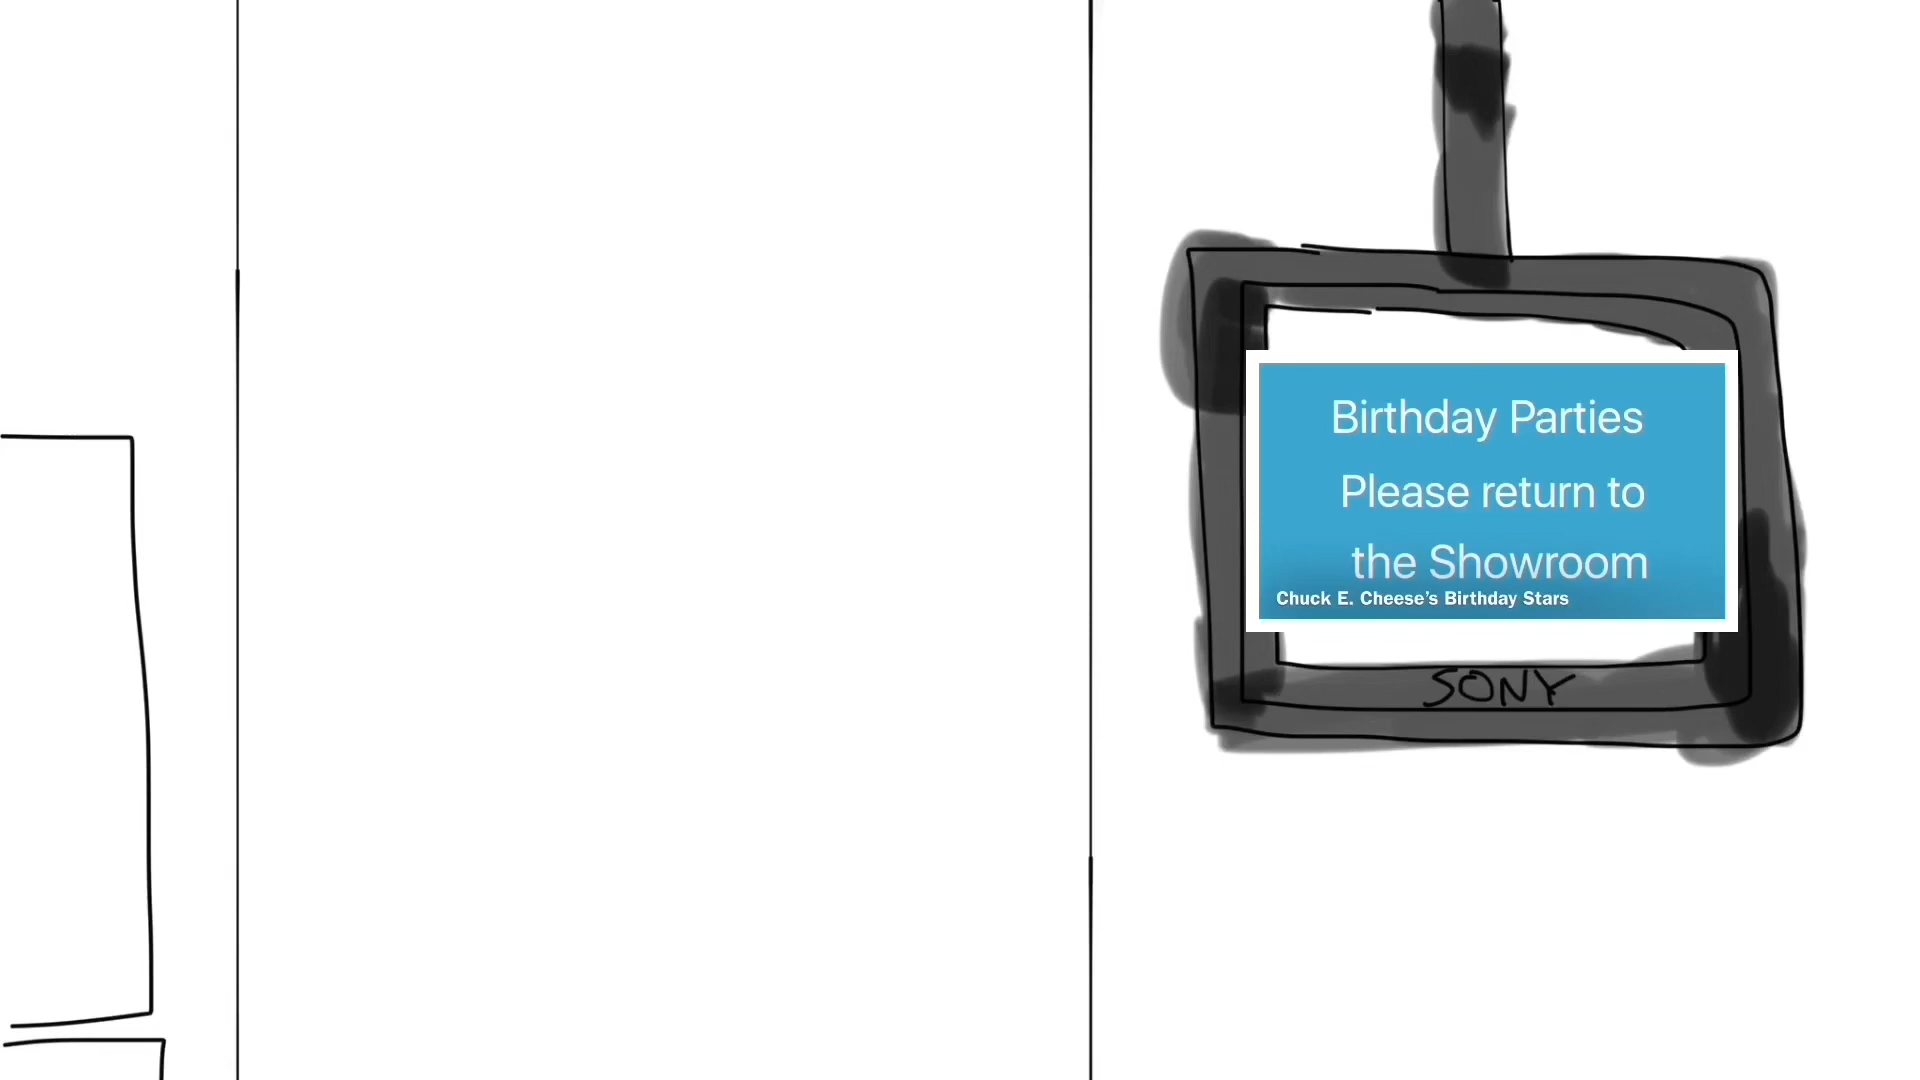 Birthday Parties
Please return to
the Showroom
Chuck E. Cheese's Birthday Stars
SONY